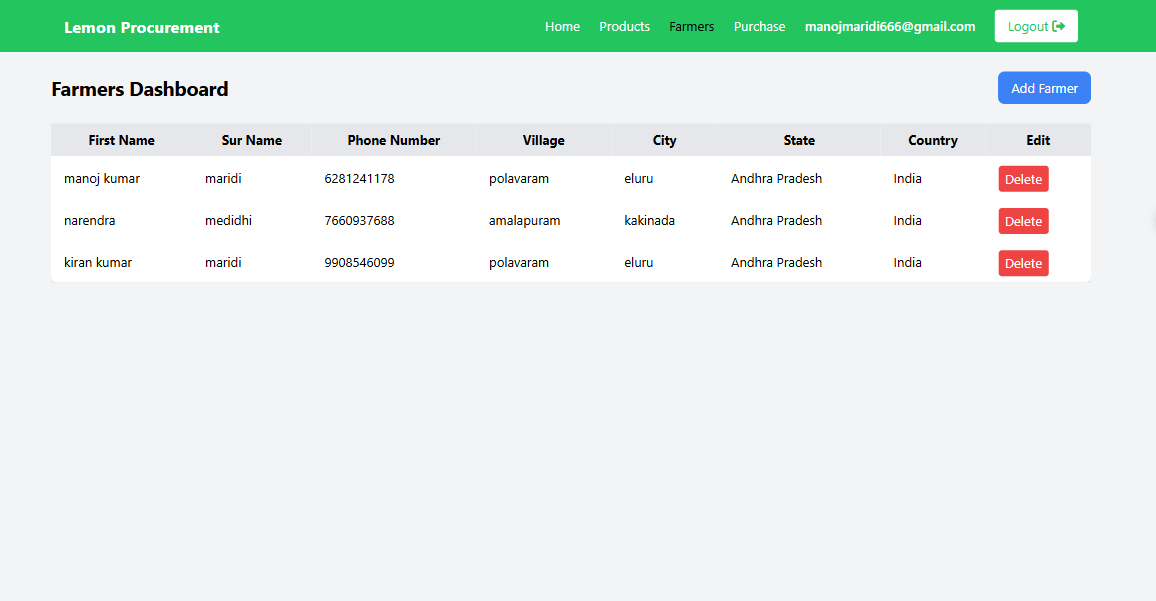 Lemon Procurement Home Products Farmers Purchase manojmaridi666@gmail.com Logout
Farmers Dashboard Add Farmer
First Name Sur Name Phone Number Village City State Country Edit
manoj kumar maridi 6281241178 polavaram eluru Andhra Pradesh India Delete
narendra medidhi 7660937688 amalapuram kakinada Andhra Pradesh India Delete
kiran kumar maridi 9908546099 polavaram eluru Andhra Pradesh India Delete